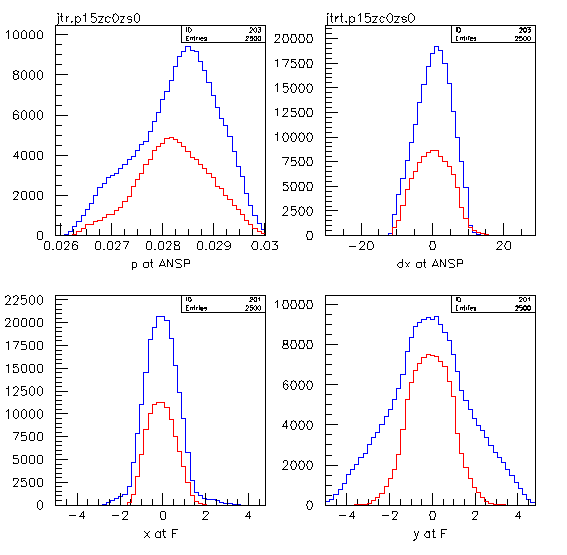 jtr.p15zc0zs0
ID 203
Entries 2500
10000
8000
6000
4000
2000
0
0.026 0.027 0.028 0.029 0.03
p at ANSP
jtrt.p15zc0zs0
ID 203
Entries 2500
20000
17500
15000
12500
10000
7500
5000
2500
0
-20 0 20
dx at ANSP
ID 201
Entries 2500
22500
20000
17500
15000
12500
10000
7500
5000
2500
0
-4 -2 0 2 4
x at F
ID 201
Entries 2500
10000
8000
6000
4000
2000
0
-4 -2 0 2 4
y at F